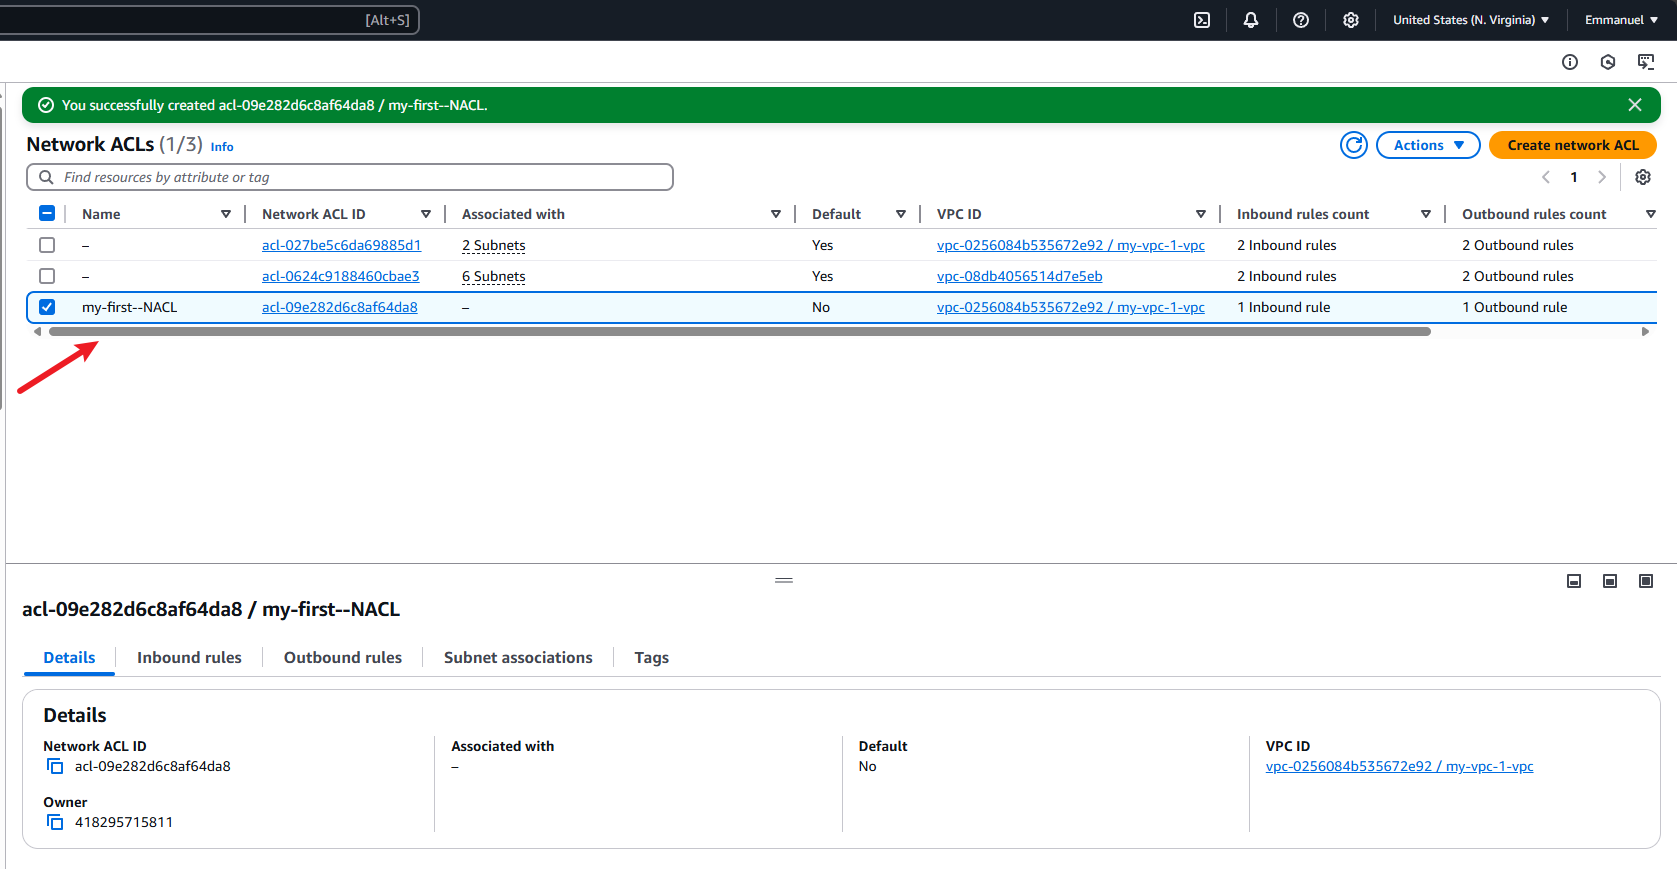 [Alt+S] United States (N. Virginia) Emmanuel
You successfully created acl-09e282d6c8af64da8 / my-first--NACL.
Network ACLs (1/3) Info Actions Create network ACL
Find resources by attribute or tag 1
Name Network ACL ID Associated with Default VPC ID Inbound rules count Outbound rules count
– acl-027be5c6da69885d1 2 Subnets Yes vpc-0256084b535672e92 / my-vpc-1-vpc 2 Inbound rules 2 Outbound rules
– acl-0624c9188460cbae3 6 Subnets Yes vpc-08db4056514d7e5eb 2 Inbound rules 2 Outbound rules
my-first--NACL acl-09e282d6c8af64da8 – No vpc-0256084b535672e92 / my-vpc-1-vpc 1 Inbound rule 1 Outbound rule
acl-09e282d6c8af64da8 / my-first--NACL
Details Inbound rules Outbound rules Subnet associations Tags
Details
Network ACL ID Associated with Default VPC ID
acl-09e282d6c8af64da8 – No vpc-0256084b535672e92 / my-vpc-1-vpc
Owner
418295715811